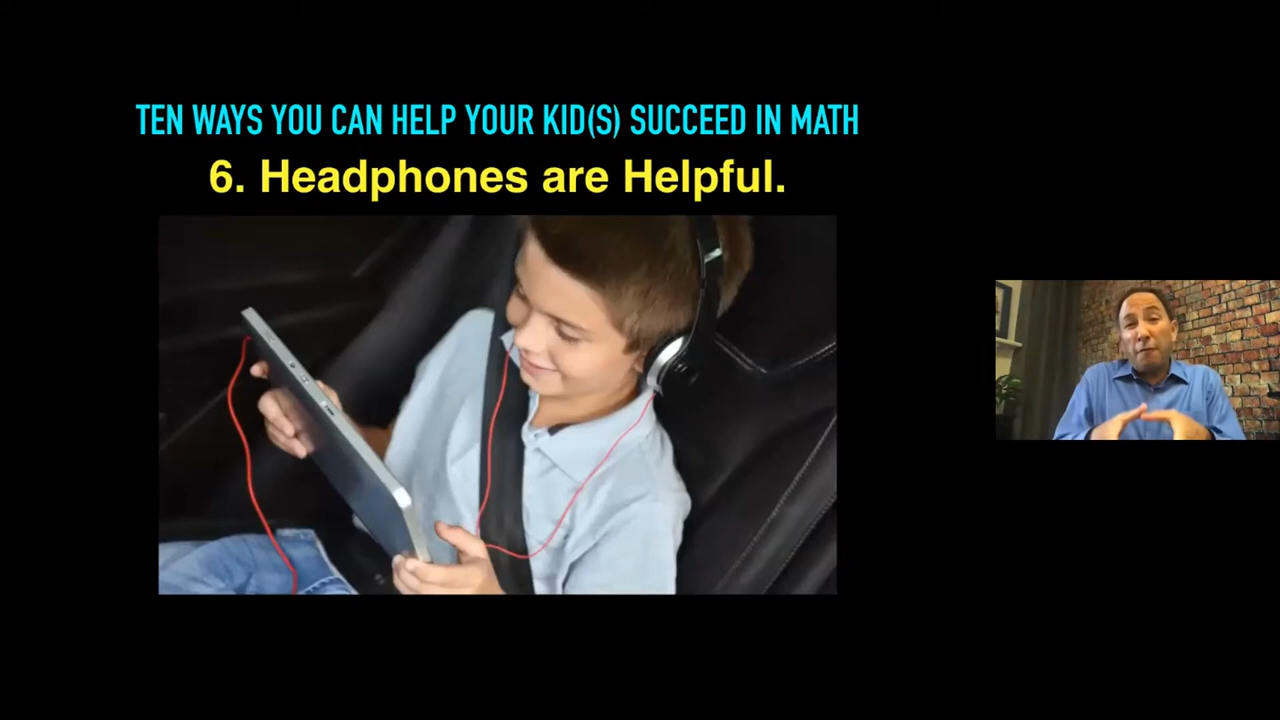 TEN WAYS YOU CAN HELP YOUR KID(S) SUCCEED IN MATH
6. Headphones are Helpful.